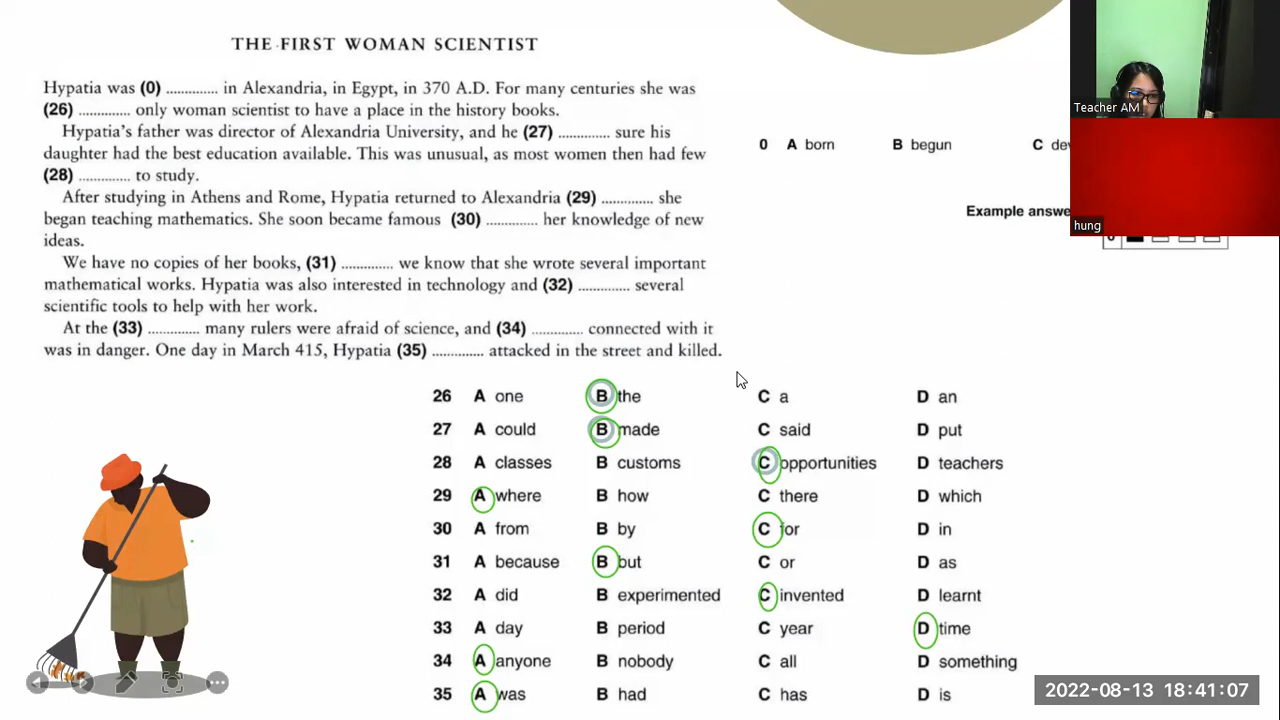 THE FIRST WOMAN SCIENTIST
Hypatia was (0) ............. in Alexandria, in Egypt, in 370 A.D. For many centuries she was
(26) ............. only woman scientist to have a place in the history books.
Hypatia's father was director of Alexandria University, and he (27) ............. sure his
daughter had the best education available. This was unusual, as most women then had few
(28) ............. to study.
After studying in Athens and Rome, Hypatia returned to Alexandria (29) ............. she
began teaching mathematics. She soon became famous (30) ............. her knowledge of new
ideas.
We have no copies of her books, (31) ............. we know that she wrote several important
mathematical works. Hypatia was also interested in technology and (32) ............. several
scientific tools to help with her work.
At the (33) ............. many rulers were afraid of science, and (34) ............. connected with it
was in danger. One day in March 415, Hypatia (35) ............. attacked in the street and killed.
0 A born B begun C de
Example answe
Teacher AM
hung
26 A one B the C a D an
27 A could B made C said D put
28 A classes B customs C opportunities D teachers
29 A where B how C there D which
30 A from B by C for D in
31 A because B but C or D as
32 A did B experimented C invented D learnt
33 A day B period C year D time
34 A anyone B nobody C all D something
35 A was B had C has D is
2022-08-13 18:41:07